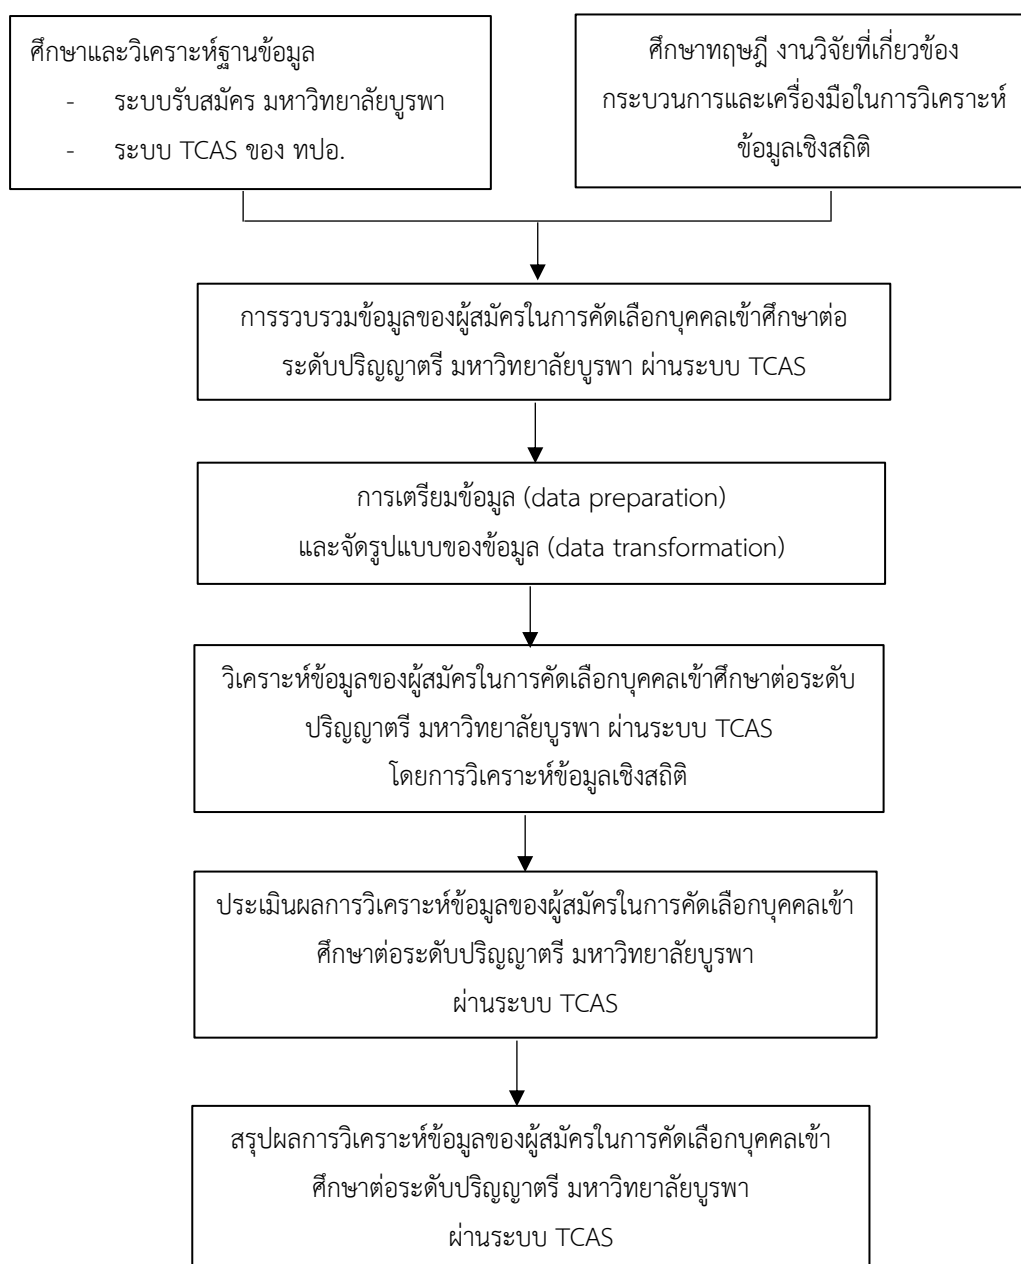 ศึกษาและวิเคราะห์ฐานข้อมูล
- ระบบรับสมัคร มหาวิทยาลัยบูรพา
- ระบบ TCAS ของ ทปอ.
ศึกษาทฤษฎี งานวิจัยที่เกี่ยวข้อง
กระบวนการและเครื่องมือในการวิเคราะห์
ข้อมูลเชิงสถิติ
การรวบรวมข้อมูลของผู้สมัครในการคัดเลือกบุคคลเข้าศึกษาต่อ
ระดับปริญญาตรี มหาวิทยาลัยบูรพา ผ่านระบบ TCAS
การเตรียมข้อมูล (data preparation)
และจัดรูปแบบของข้อมูล (data transformation)
วิเคราะห์ข้อมูลของผู้สมัครในการคัดเลือกบุคคลเข้าศึกษาต่อระดับ
ปริญญาตรี มหาวิทยาลัยบูรพา ผ่านระบบ TCAS
โดยการวิเคราะห์ข้อมูลเชิงสถิติ
ประเมินผลการวิเคราะห์ข้อมูลของผู้สมัครในการคัดเลือกบุคคลเข้า
ศึกษาต่อระดับปริญญาตรี มหาวิทยาลัยบูรพา
ผ่านระบบ TCAS
สรุปผลการวิเคราะห์ข้อมูลของผู้สมัครในการคัดเลือกบุคคลเข้า
ศึกษาต่อระดับปริญญาตรี มหาวิทยาลัยบูรพา
ผ่านระบบ TCAS